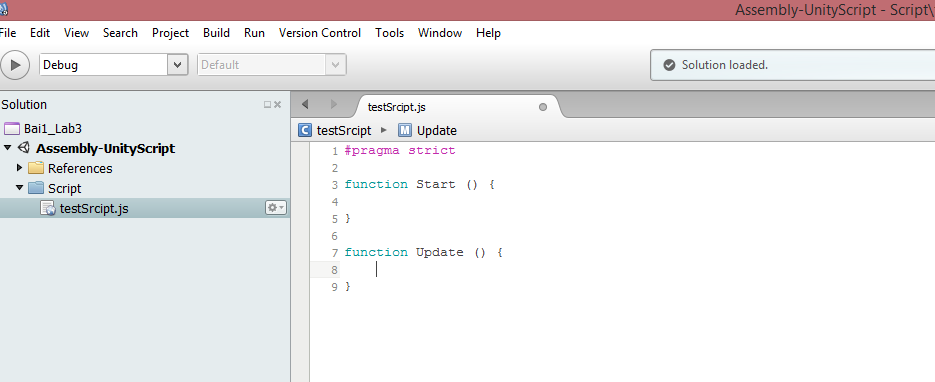 Assembly-UnityScript - Script\
File Edit View Search Project Build Run Version Control Tools Window Help
Debug Default Solution loaded.
Solution
testSrcipt.js
Bai1_Lab3
testSrcipt Update
Assembly-UnityScript
References
Script
testSrcipt.js
1 #pragma strict
2
3 function Start () {
4
5 }
6
7 function Update () {
8
9 }